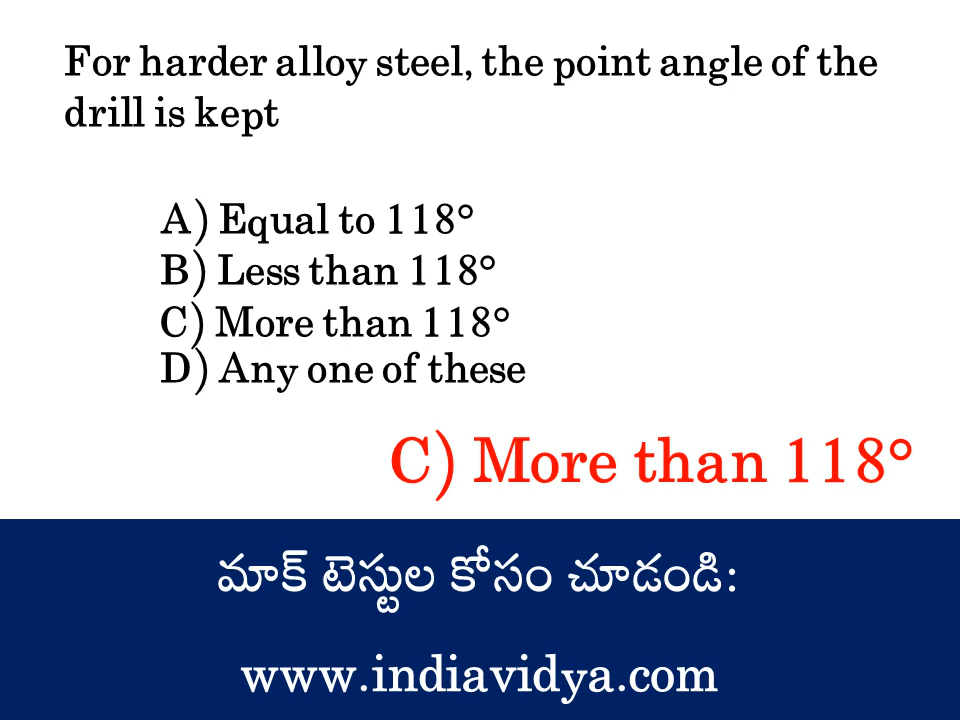 For harder alloy steel, the point angle of the
drill is kept
A) Equal to 118°
B) Less than 118°
C) More than 118°
D) Any one of these
C) More than 118°
మాక్ టెస్టుల కోసం చూడండి:
www.indiavidya.com